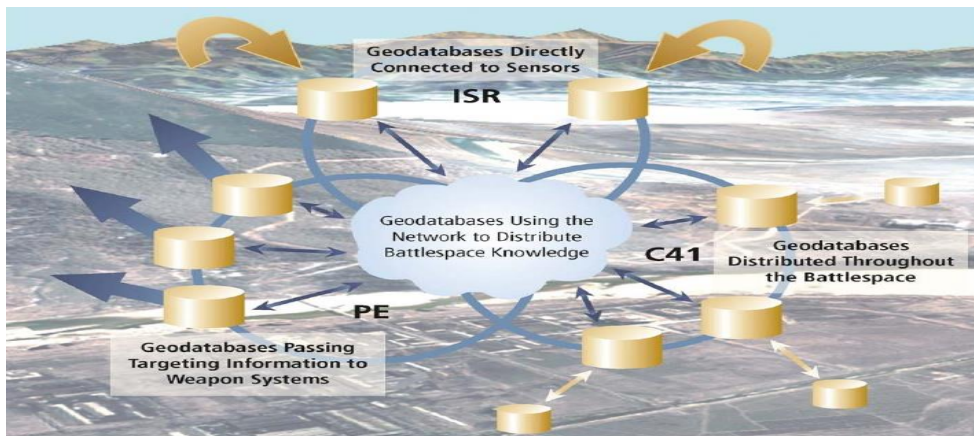 Geodatabases Directly
Connected to Sensors
ISR
Geodatabases Using the
Network to Distribute
Battlespace Knowledge
C41
Geodatabases
Distributed Throughout
the Battlespace
PE
Geodatabases Passing
Targeting Information to
Weapon Systems